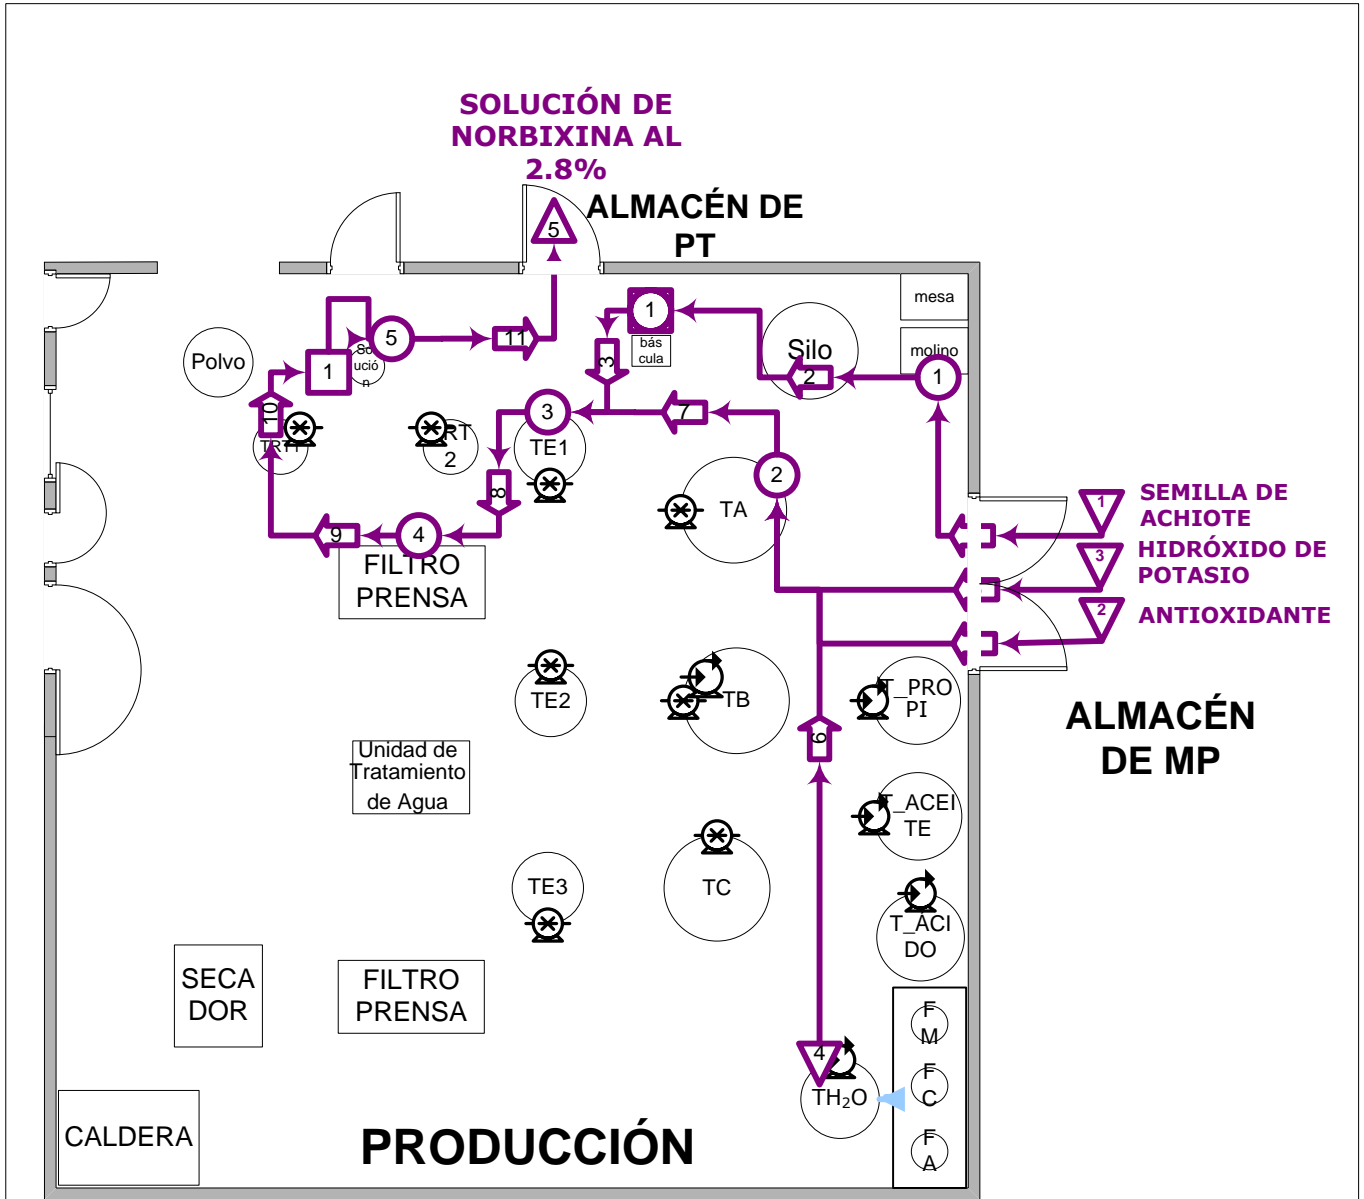 SOLUCIÓN DE
NORBIXINA AL
2.8%
ALMACÉN DE
PT
5
mesa
1
bás
cula
Silo
2
molino
1
5
11
Polvo
1
So
lució
n
3
10
3
7
TE1
RT
2
8
2
TA
9
4
FILTRO
PRENSA
1
SEMILLA DE
ACHIOTE
3
HIDRÓXIDO DE
POTASIO
2
ANTIOXIDANTE
TE2
TB
T_PRO
PI
6
ALMACÉN
DE MP
Unidad de
Tratamiento
de Agua
T_ACEI
TE
TE3
TC
T_ACI
DO
SECA
DOR
FILTRO
PRENSA
F
M
4
TH₂O
F
C
CALDERA
PRODUCCIÓN
F
A